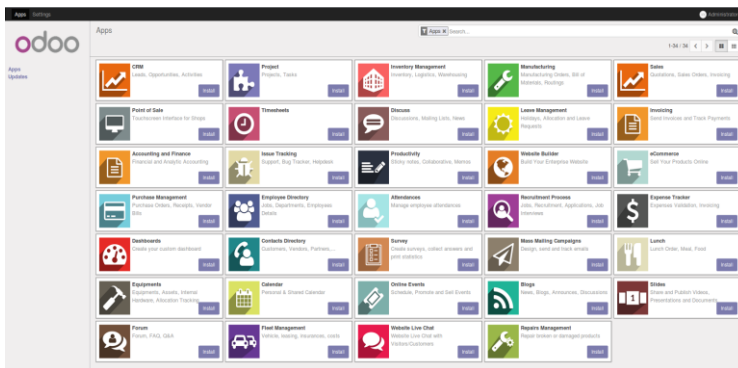 Apps Settings
Administrator
odoo
Apps
Apps x Search...
1-34 / 34
Apps
Updates
CRM
Leads, Opportunities, Activities
Install
Project
Projects, Tasks
Install
Inventory Management
Inventory, Logistics, Warehousing
Install
Manufacturing
Manufacturing Orders, Bill of
Materials, Routings
Install
Sales
Quotations, Sales Orders, Invoicing
Install
Point of Sale
Touchscreen Interface for Shops
Install
Timesheets
Install
Discuss
Discussions, Mailing Lists, News
Install
Leave Management
Holidays, Allocation and Leave
Requests
Install
Invoicing
Send Invoices and Track Payments
Install
Accounting and Finance
Financial and Analytic Accounting
Install
Issue Tracking
Support, Bug Tracker, Helpdesk
Install
Productivity
Sticky notes, Collaborative, Memos
Install
Website Builder
Build Your Enterprise Website
Install
eCommerce
Sell Your Products Online
Install
Purchase Management
Purchase Orders, Receipts, Vendor
Bills
Install
Employee Directory
Jobs, Departments, Employees
Details
Install
Attendances
Manage employee attendances
Install
Recruitment Process
Jobs, Recruitment, Applications, Job
Interviews
Install
Expense Tracker
Expenses Validation, Invoicing
Install
Dashboards
Create your custom dashboard
Install
Contacts Directory
Customers, Vendors, Partners,...
Install
Survey
Create surveys, collect answers and
print statistics
Install
Mass Mailing Campaigns
Design, send and track emails
Install
Lunch
Lunch Order, Meal, Food
Install
Equipments
Equipments, Assets, Internal
Hardware, Allocation Tracking
Install
Calendar
Personal & Shared Calendar
Install
Online Events
Schedule, Promote and Sell Events
Install
Blogs
News, Blogs, Announces, Discussions
Install
Slides
Share and Publish Videos,
Presentations and Documents
Install
Forum
Forum, FAQ, Q&A
Install
Fleet Management
Vehicle, leasing, insurances, costs
Install
Website Live Chat
Live Chat with
Visitors/Customers
Install
Repairs Management
Repair broken or damaged products
Install